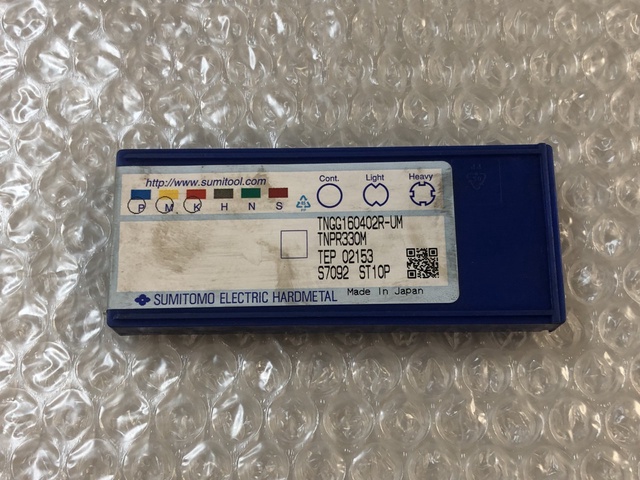 http://www.sumitool.com
Cont. Light Heavy
P M K H N S
TNGG160402R-UM
TNPR330M
TEP 02153
S7092 ST10P
SUMITOMO ELECTRIC HARDMETAL Made In Japan